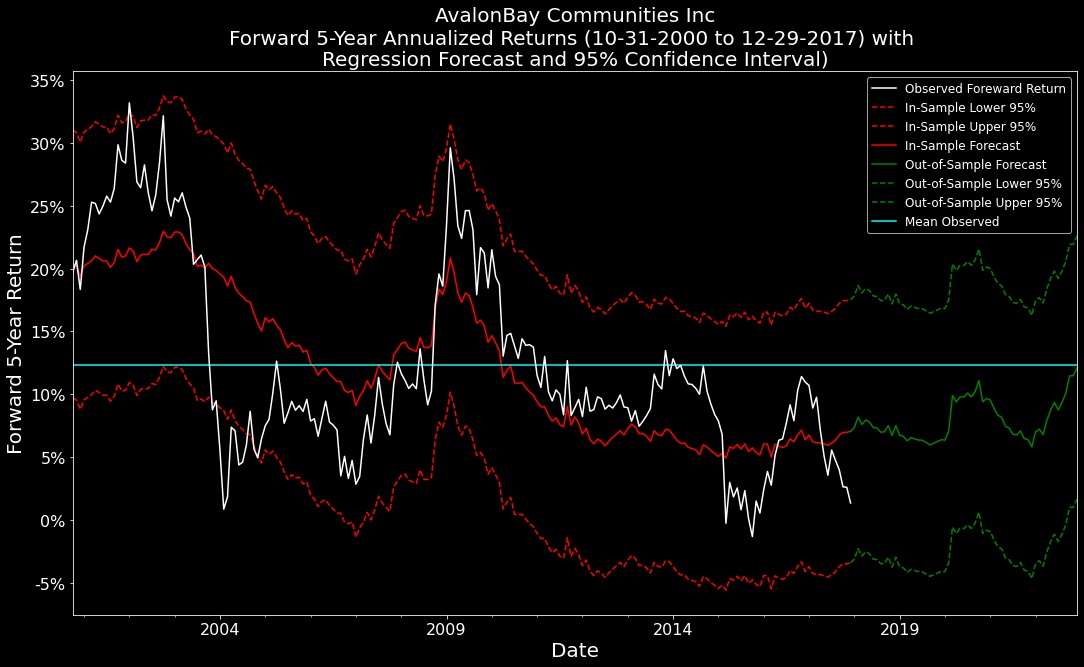 AvalonBay Communities Inc
Forward 5-Year Annualized Returns (10-31-2000 to 12-29-2017) with
Regression Forecast and 95% Confidence Interval)
Forward 5-Year Return
35%
30%
25%
20%
15%
10%
5%
0%
-5%
Observed Foreward Return
In-Sample Lower 95%
In-Sample Upper 95%
In-Sample Forecast
Out-of-Sample Forecast
Out-of-Sample Lower 95%
Out-of-Sample Upper 95%
Mean Observed
2004
2009
2014
2019
Date